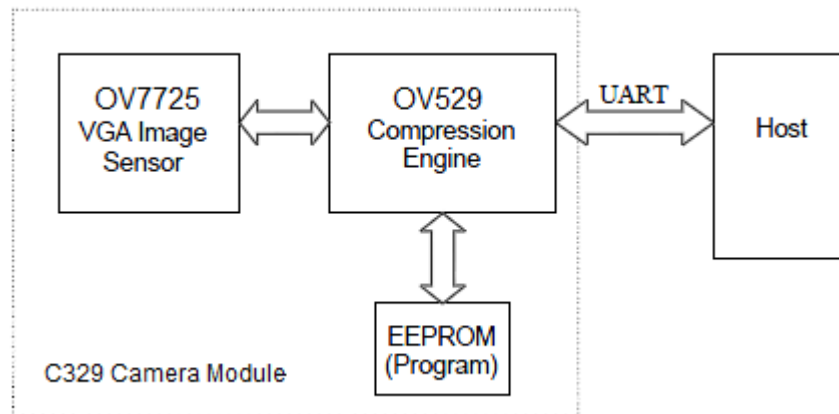 OV7725
VGA Image
Sensor
OV529
Compression
Engine
UART
Host
EEPROM
(Program)
C329 Camera Module